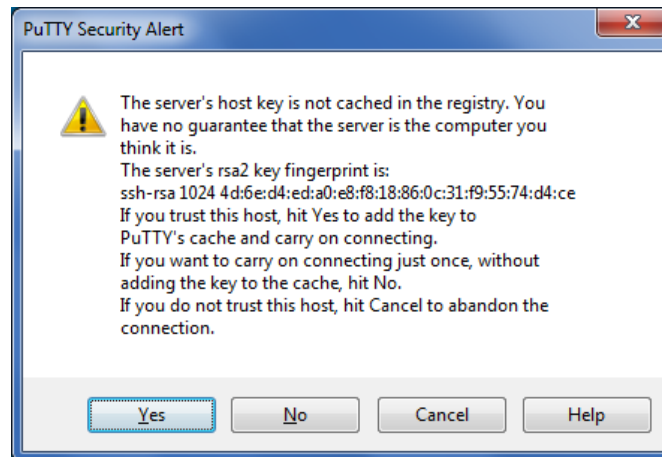 PuTTY Security Alert
The server's host key is not cached in the registry. You
have no guarantee that the server is the computer you
think it is.
The server's rsa2 key fingerprint is:
ssh-rsa 1024 4d:6e:d4:ed:a0:e8:f8:18:86:0c:31:f9:55:74:d4:ce
If you trust this host, hit Yes to add the key to
PuTTY's cache and carry on connecting.
If you want to carry on connecting just once, without
adding the key to the cache, hit No.
If you do not trust this host, hit Cancel to abandon the
connection.
Yes No Cancel Help